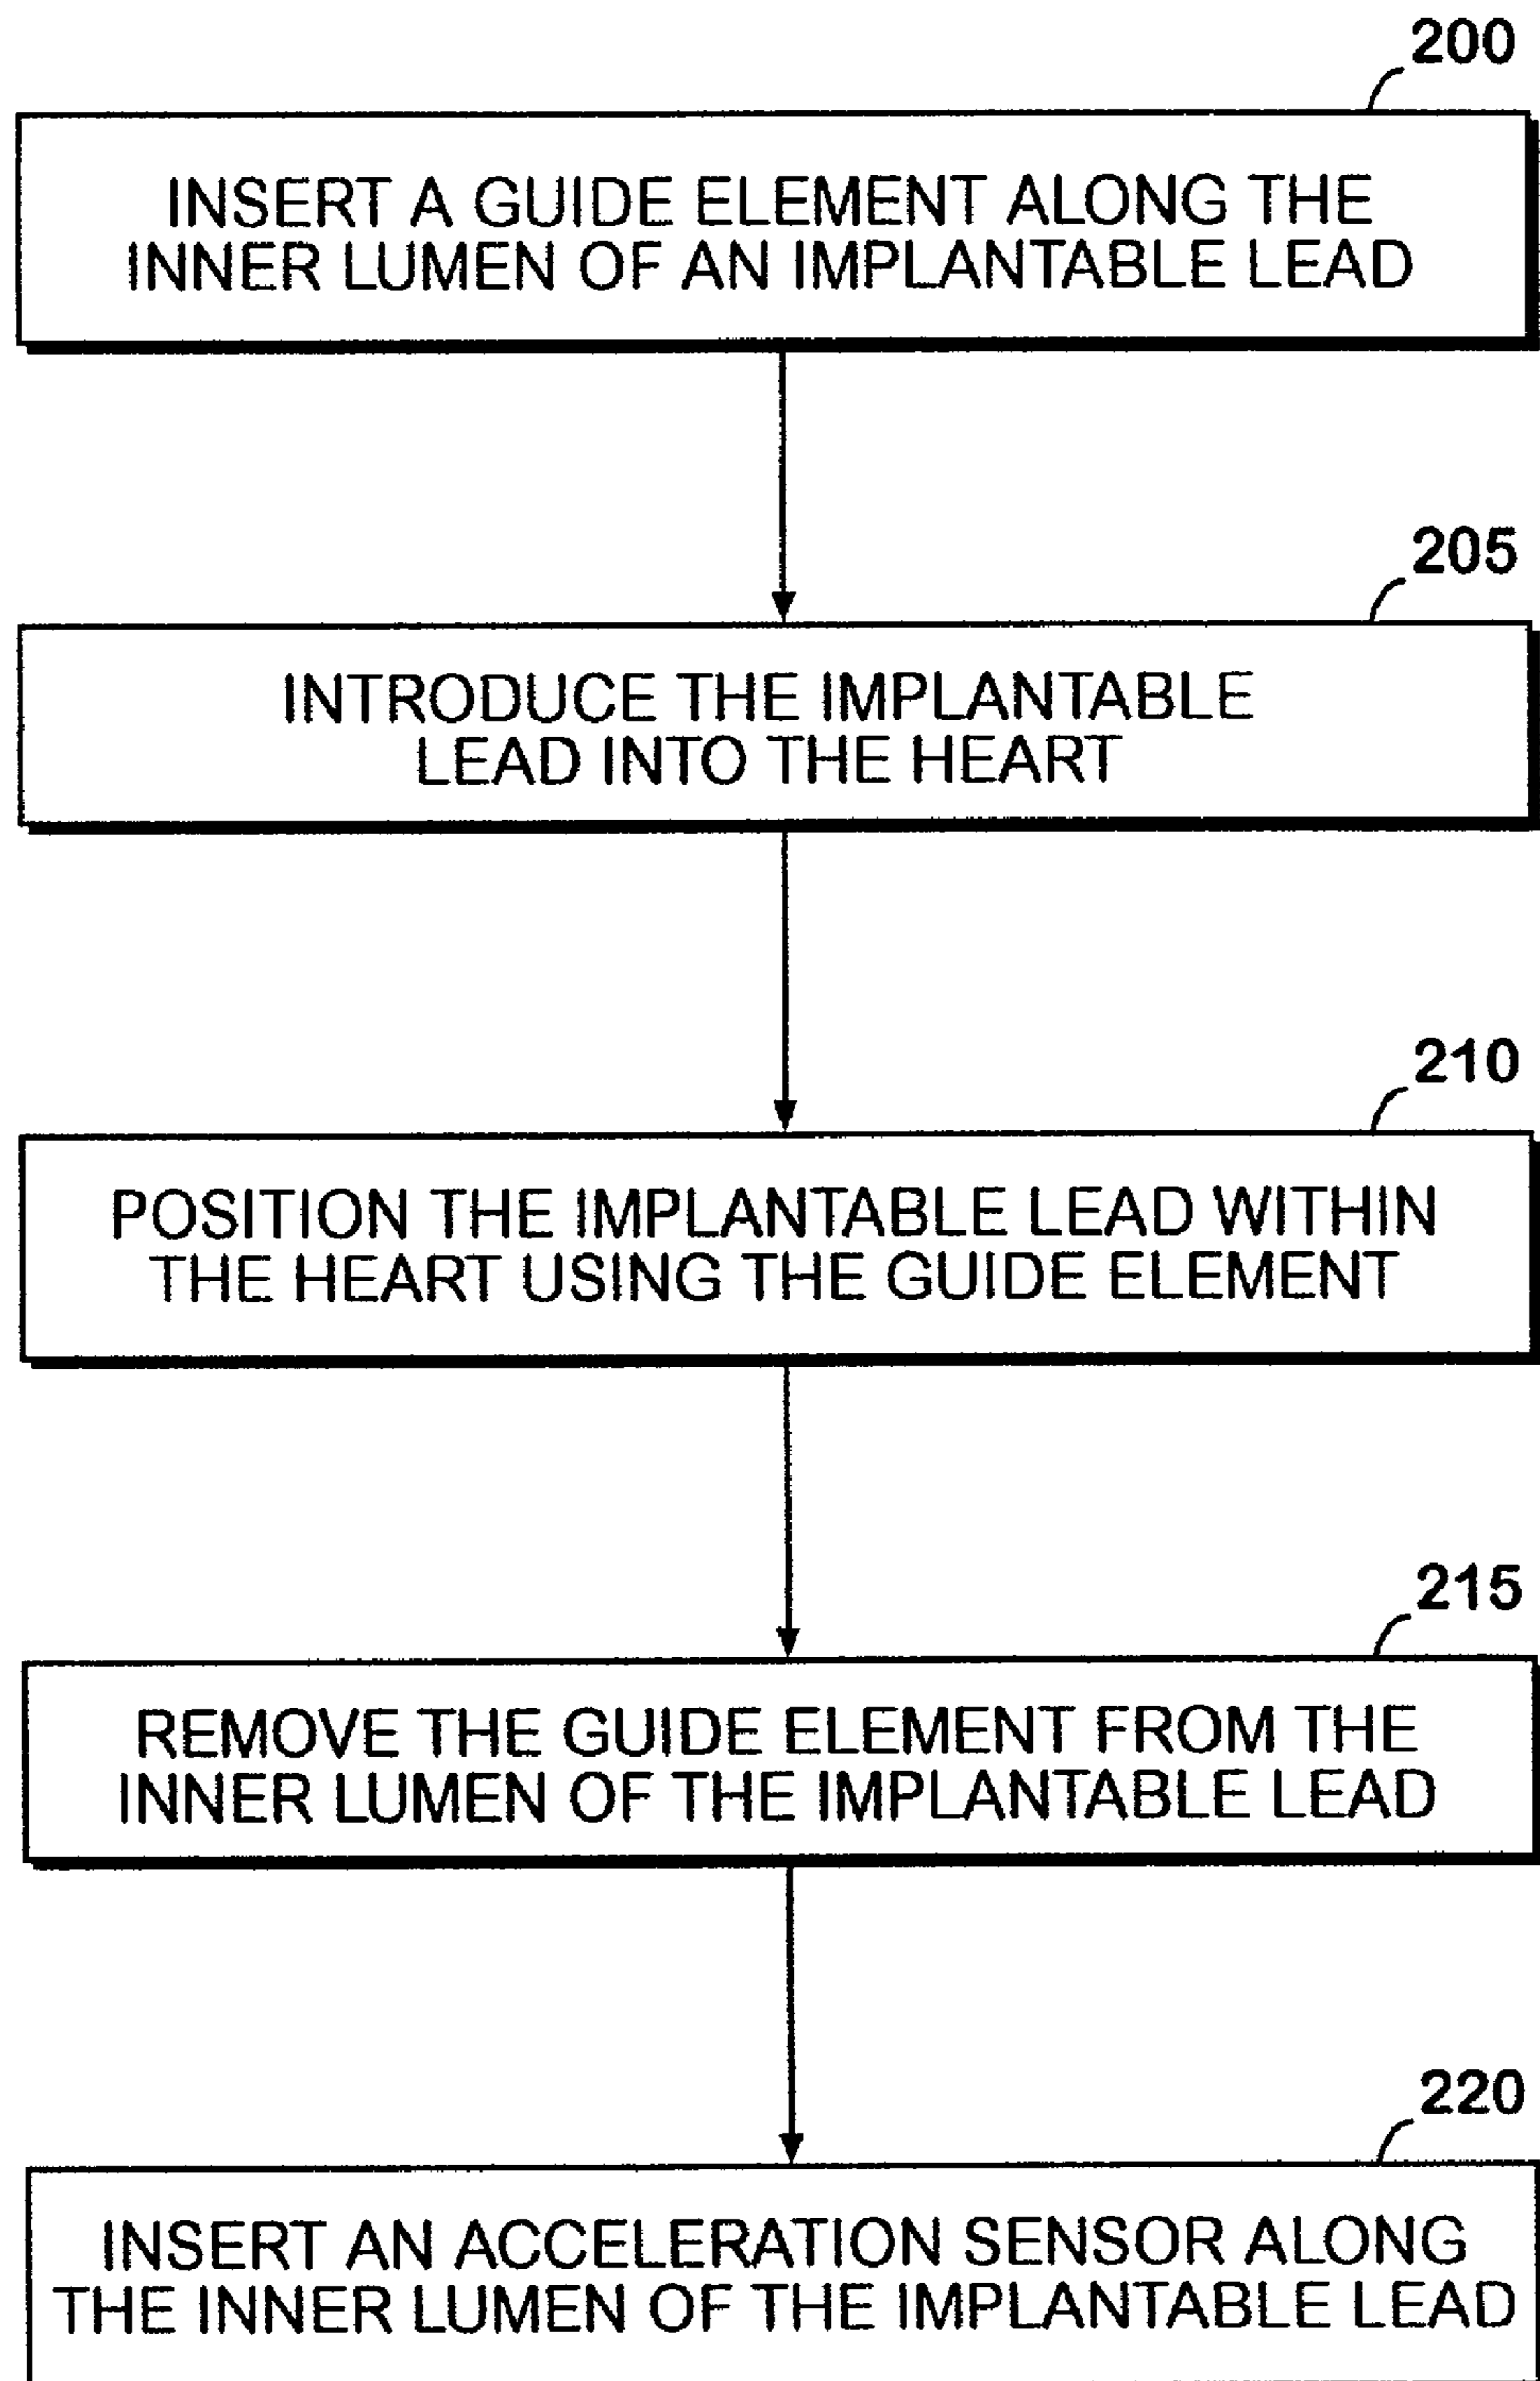 200
INSERT A GUIDE ELEMENT ALONG THE
INNER LUMEN OF AN IMPLANTABLE LEAD
205
INTRODUCE THE IMPLANTABLE
LEAD INTO THE HEART
210
POSITION THE IMPLANTABLE LEAD WITHIN
THE HEART USING THE GUIDE ELEMENT
215
REMOVE THE GUIDE ELEMENT FROM THE
INNER LUMEN OF THE IMPLANTABLE LEAD
220
INSERT AN ACCELERATION SENSOR ALONG
THE INNER LUMEN OF THE IMPLANTABLE LEAD